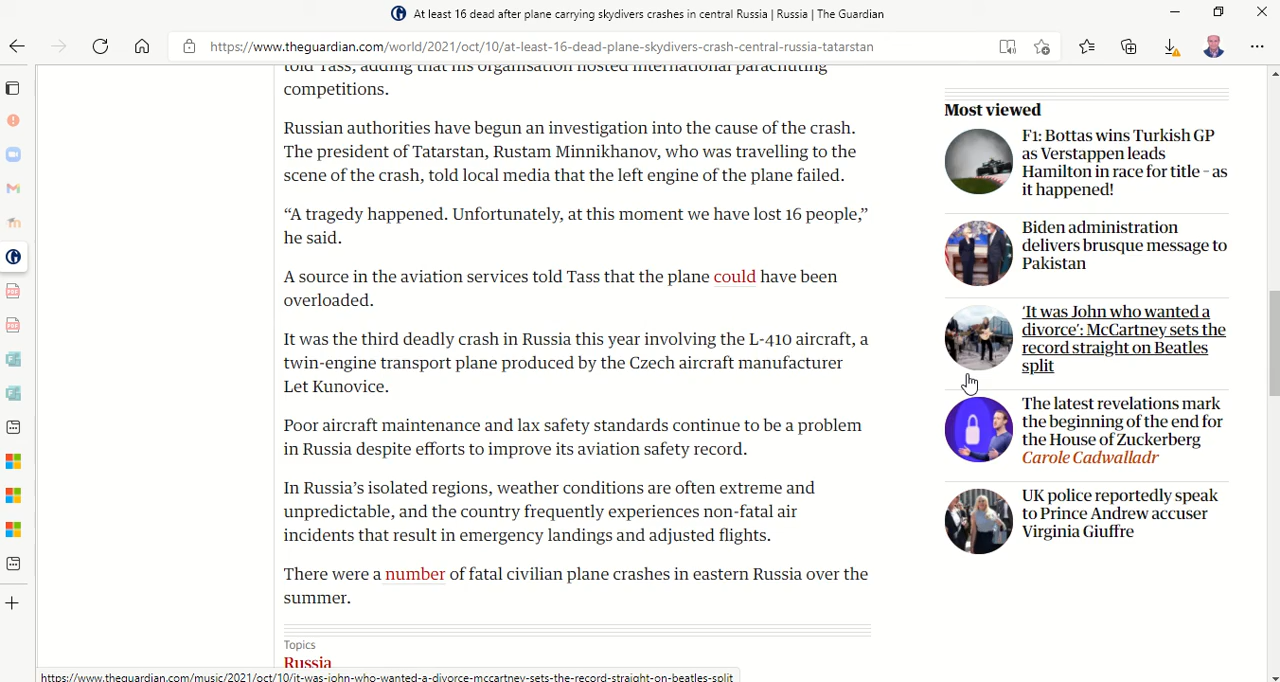 At least 16 dead after plane carrying skydivers crashes in central Russia | Russia | The Guardian
https://www.theguardian.com/world/2021/oct/10/at-least-16-dead-plane-skydivers-crash-central-russia-tatarstan
told Tass, adding that his organisation hosted international parachuting
competitions.
Russian authorities have begun an investigation into the cause of the crash.
The president of Tatarstan, Rustam Minnikhanov, who was travelling to the
scene of the crash, told local media that the left engine of the plane failed.
“A tragedy happened. Unfortunately, at this moment we have lost 16 people,”
he said.
A source in the aviation services told Tass that the plane could have been
overloaded.
It was the third deadly crash in Russia this year involving the L-410 aircraft, a
twin-engine transport plane produced by the Czech aircraft manufacturer
Let Kunovice.
Poor aircraft maintenance and lax safety standards continue to be a problem
in Russia despite efforts to improve its aviation safety record.
In Russia’s isolated regions, weather conditions are often extreme and
unpredictable, and the country frequently experiences non-fatal air
incidents that result in emergency landings and adjusted flights.
There were a number of fatal civilian plane crashes in eastern Russia over the
summer.
Topics
Russia
Most viewed
F1: Bottas wins Turkish GP
as Verstappen leads
Hamilton in race for title – as
it happened!
Biden administration
delivers brusque message to
Pakistan
‘It was John who wanted a
divorce’: McCartney sets the
record straight on Beatles
split
The latest revelations mark
the beginning of the end for
the House of Zuckerberg
Carole Cadwalladr
UK police reportedly speak
to Prince Andrew accuser
Virginia Giuffre
https://www.theguardian.com/music/2021/oct/10/it-was-john-who-wanted-a-divorce-mccartney-sets-the-record-straight-on-beatles-split